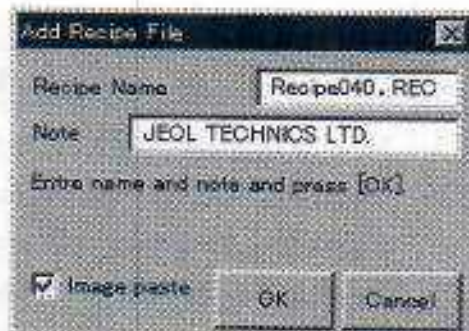 Add Recipe File
Recipe Name Recipe040.REC
Note JEOL TECHNICS LTD.
Entre name and note and press [OK]
Image paste OK Cancel